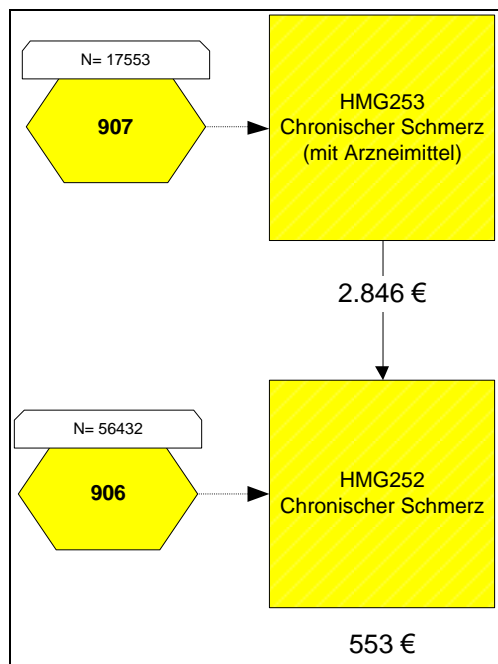 N= 17553
907
HMG253
Chronischer Schmerz
(mit Arzneimittel)
2.846 €
N= 56432
906
HMG252
Chronischer Schmerz
553 €